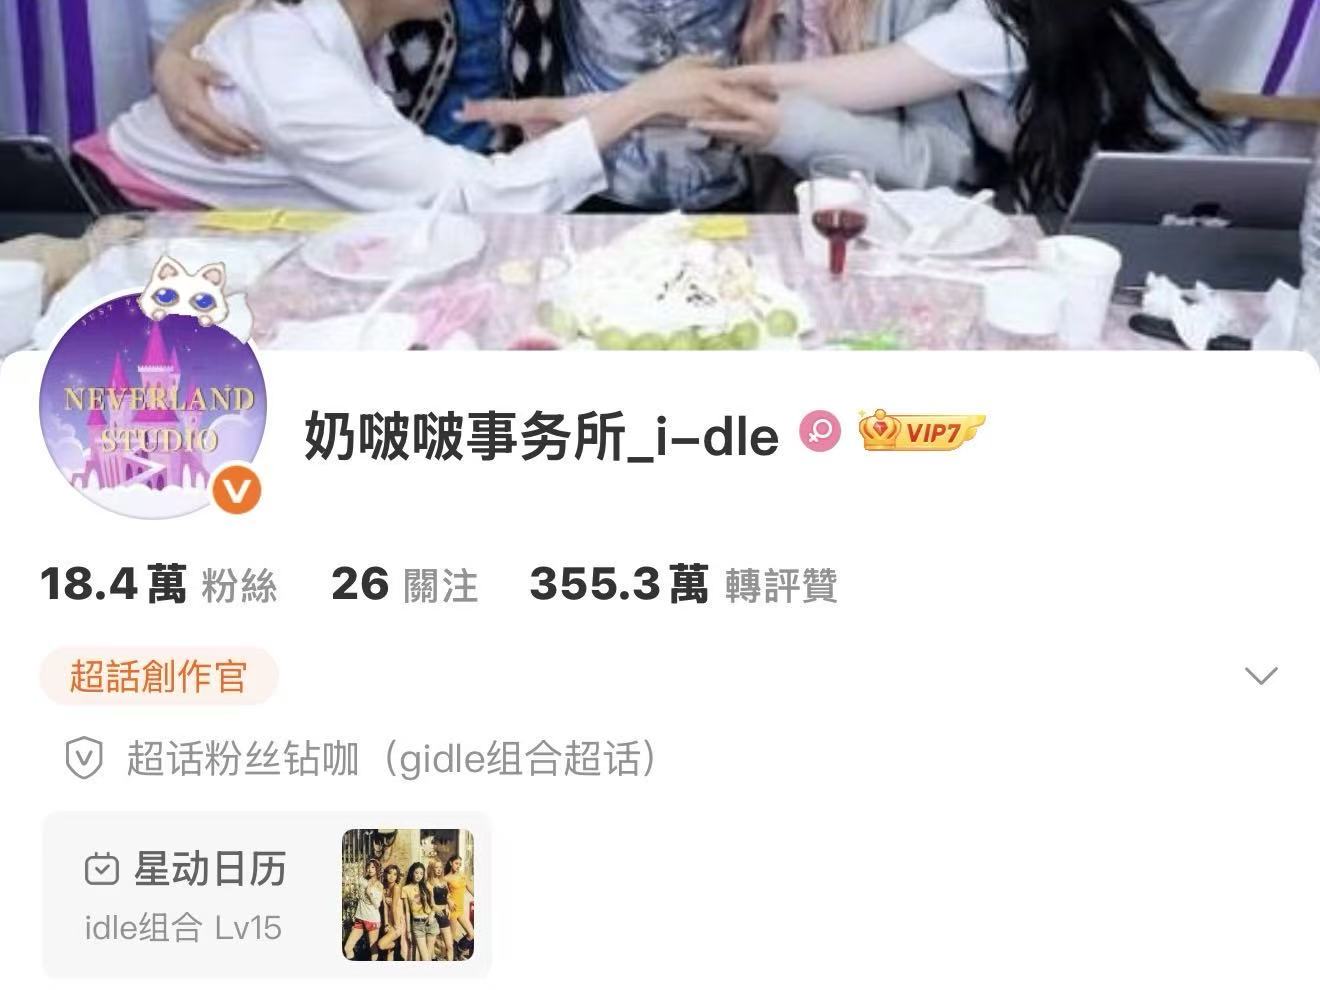 JUST
NEVERLAND
STUDIO
奶啵啵事务所_i-dle VIP7
18.4萬 粉絲 26 關注 355.3萬 轉評贊
超話創作官
超话粉丝钻咖（gidle组合超话）
星动日历
idle组合 Lv15